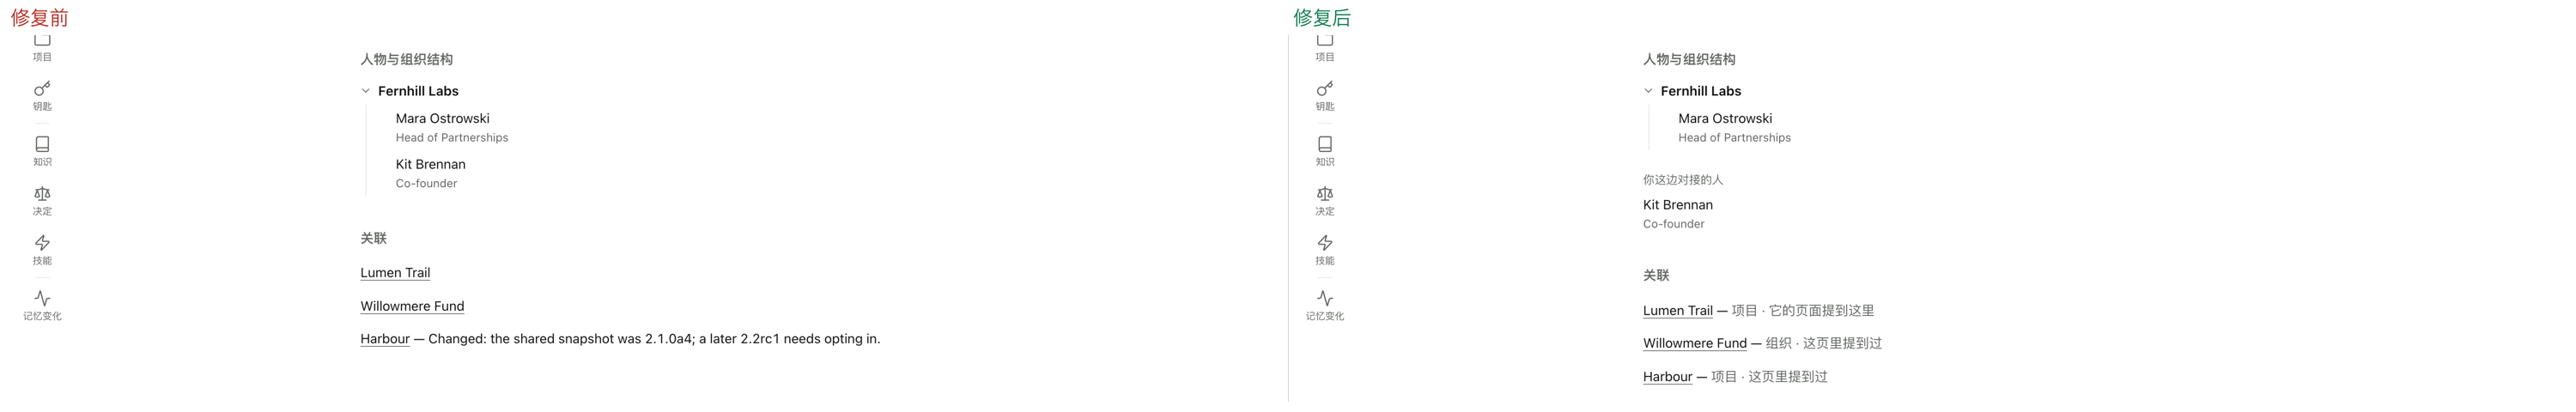 修复前
项目
钥匙
知识
决定
技能
记忆变化
人物与组织结构
Fernhill Labs
Mara Ostrowski
Head of Partnerships
Kit Brennan
Co-founder
关联
Lumen Trail
Willowmere Fund
Harbour — Changed: the shared snapshot was 2.1.0a4; a later 2.2rc1 needs opting in.
修复后
项目
钥匙
知识
决定
技能
记忆变化
人物与组织结构
Fernhill Labs
Mara Ostrowski
Head of Partnerships
你这边对接的人
Kit Brennan
Co-founder
关联
Lumen Trail — 项目 · 它的页面提到这里
Willowmere Fund — 组织 · 这页里提到过
Harbour — 项目 · 这页里提到过